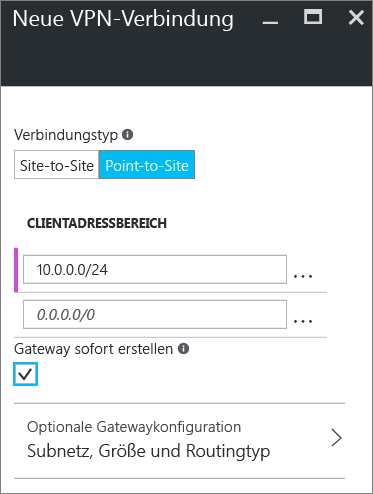 Neue VPN-Verbindung
Verbindungstyp
Site-to-Site Point-to-Site
CLIENTADRESSBEREICH
10.0.0.0/24 ...
0.0.0.0/0 ...
Gateway sofort erstellen
Optionale Gatewaykonfiguration
Subnetz, Größe und Routingtyp